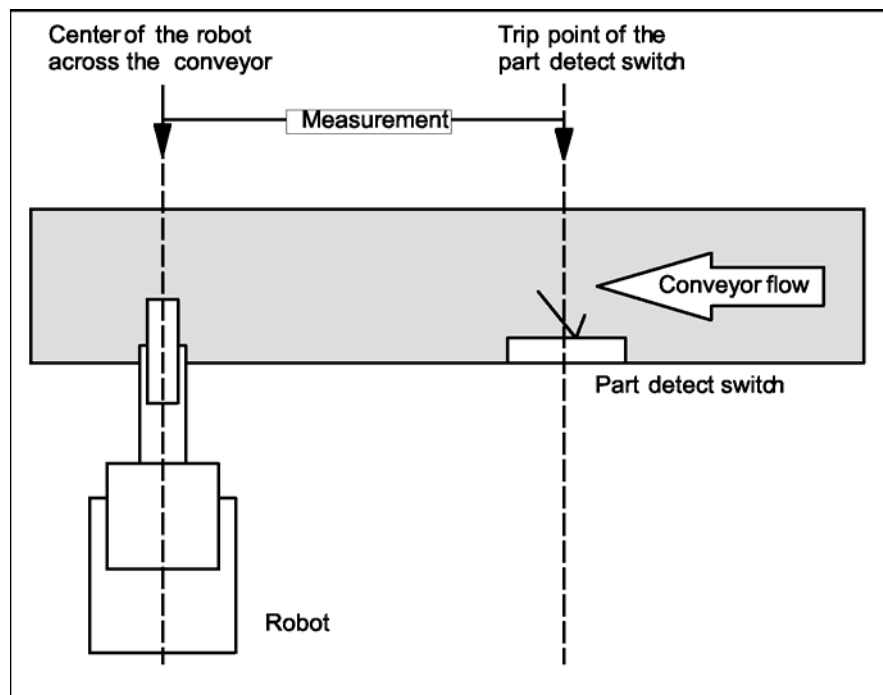 Center of the robot
across the conveyor
Trip point of the
part detect switch
Measurement
Conveyor flow
Part detect switch
Robot